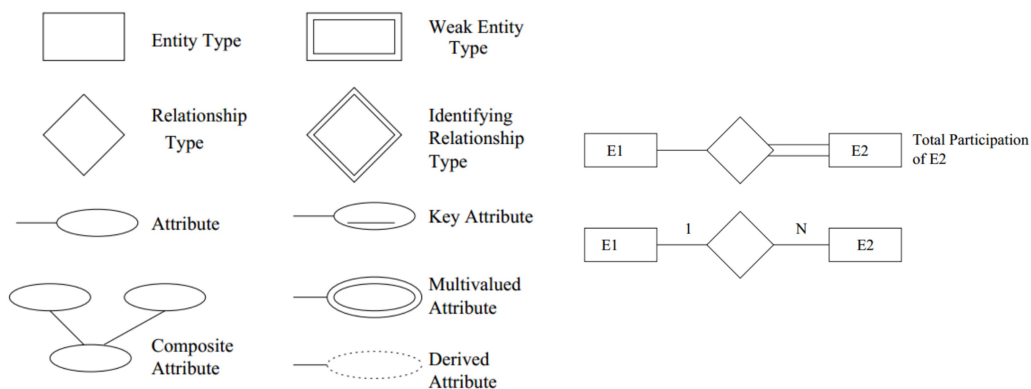 Entity Type
Weak Entity
Type
Relationship
Type
Identifying
Relationship
Type
Attribute
Key Attribute
Composite
Attribute
Multivalued
Attribute
Derived
Attribute
E1
E2
Total Participation
of E2
E1
1
N
E2